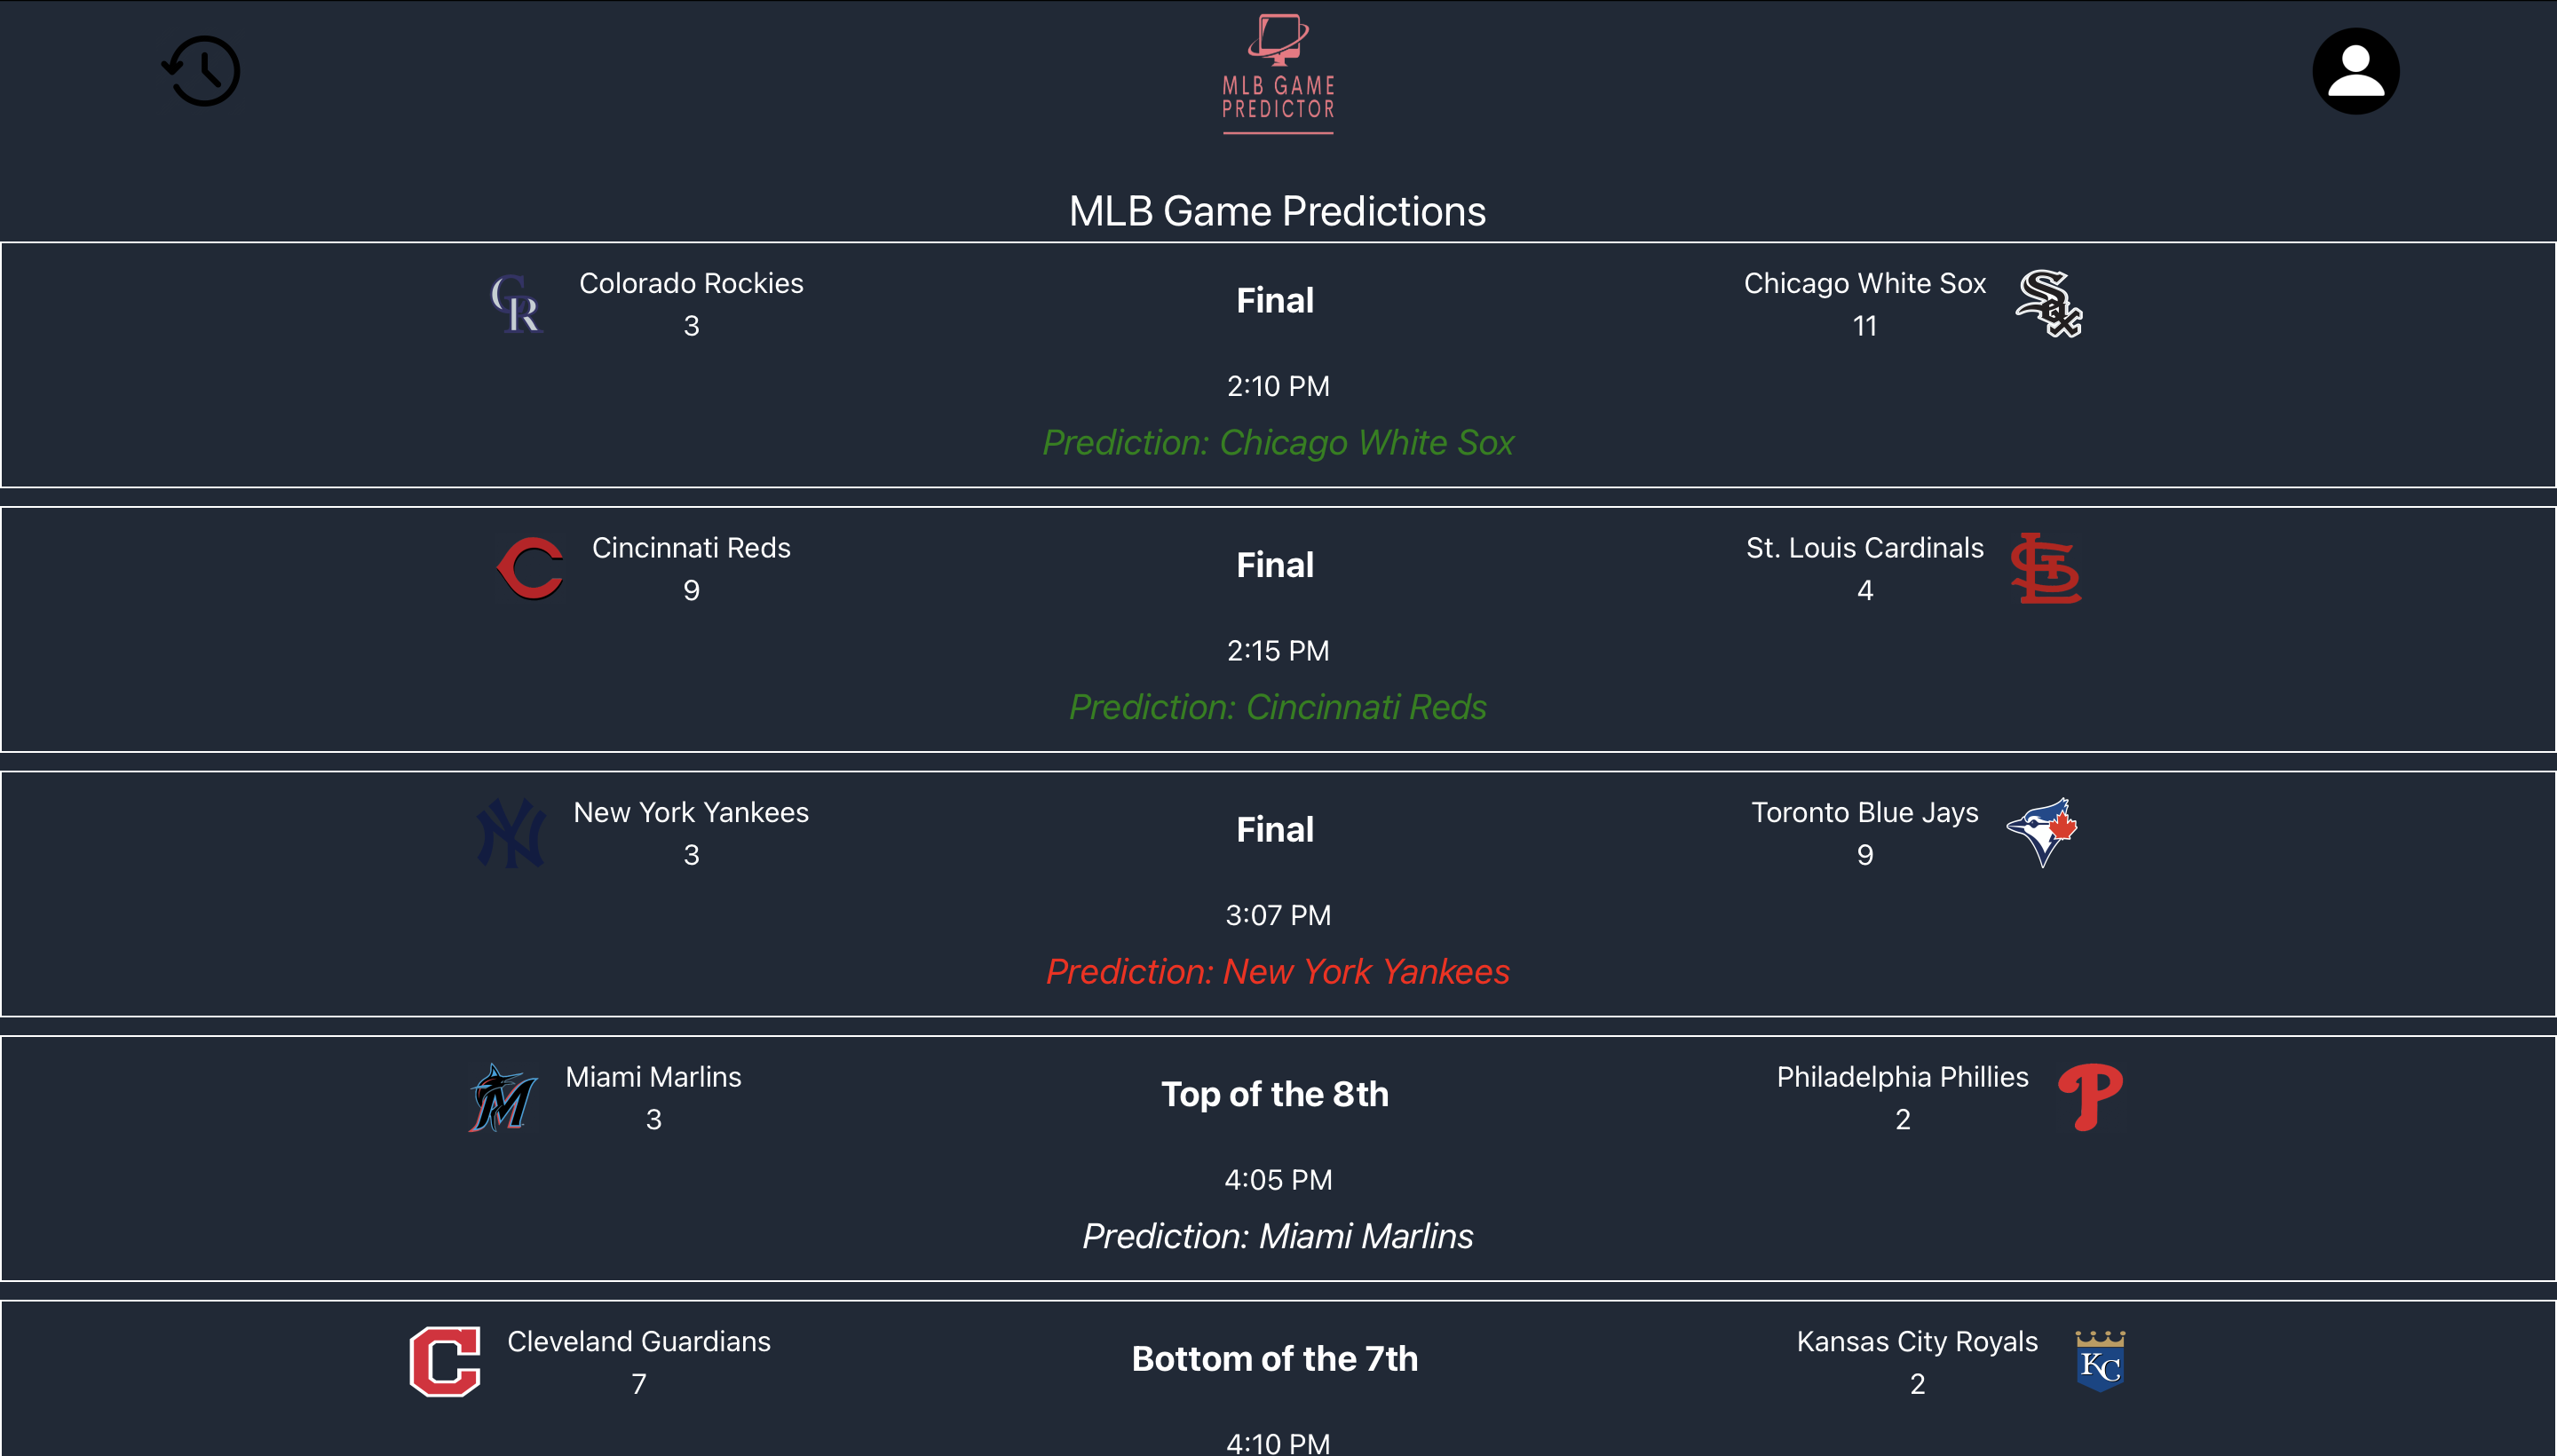 MLB GAME
PREDICTOR
MLB Game Predictions
Colorado Rockies
3
Final
Chicago White Sox
11
2:10 PM
Prediction: Chicago White Sox
Cincinnati Reds
9
Final
St. Louis Cardinals
4
2:15 PM
Prediction: Cincinnati Reds
New York Yankees
3
Final
Toronto Blue Jays
9
3:07 PM
Prediction: New York Yankees
Miami Marlins
3
Top of the 8th
Philadelphia Phillies
2
4:05 PM
Prediction: Miami Marlins
Cleveland Guardians
7
Bottom of the 7th
Kansas City Royals
2
KC
4:10 PM